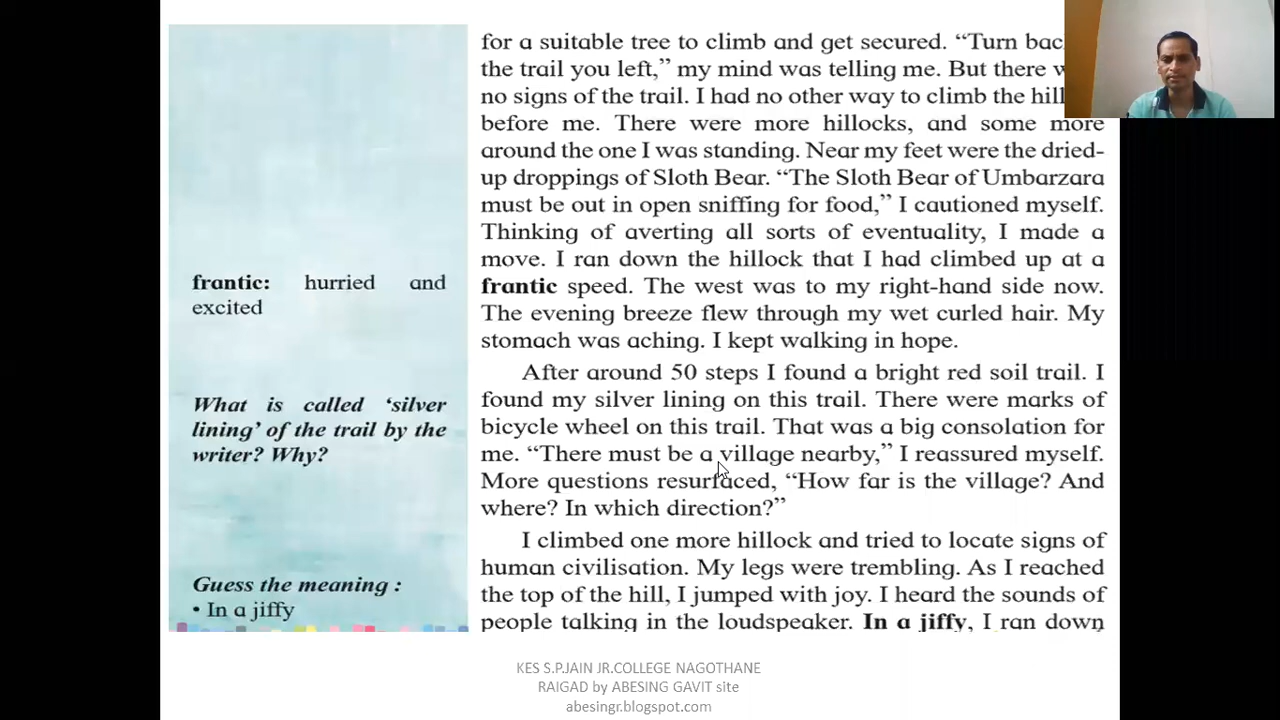 for a suitable tree to climb and get secured. “Turn bac
the trail you left,” my mind was telling me. But there w
no signs of the trail. I had no other way to climb the hill
before me. There were more hillocks, and some more
around the one I was standing. Near my feet were the dried-
up droppings of Sloth Bear. “The Sloth Bear of Umbarzara
must be out in open sniffing for food,” I cautioned myself.
Thinking of averting all sorts of eventuality, I made a
move. I ran down the hillock that I had climbed up at a
frantic speed. The west was to my right-hand side now.
The evening breeze flew through my wet curled hair. My
stomach was aching. I kept walking in hope.
After around 50 steps I found a bright red soil trail. I
found my silver lining on this trail. There were marks of
bicycle wheel on this trail. That was a big consolation for
me. “There must be a village nearby,” I reassured myself.
More questions resurfaced, “How far is the village? And
where? In which direction?”
I climbed one more hillock and tried to locate signs of
human civilisation. My legs were trembling. As I reached
the top of the hill, I jumped with joy. I heard the sounds of
people talking in the loudspeaker. In a jiffy, I ran down
frantic: hurried and
excited
What is called ‘silver
lining’ of the trail by the
writer? Why?
Guess the meaning :
• In a jiffy
KES S.P.JAIN JR.COLLEGE NAGOTHANE
RAIGAD by ABESING GAVIT site
abesingr.blogspot.com